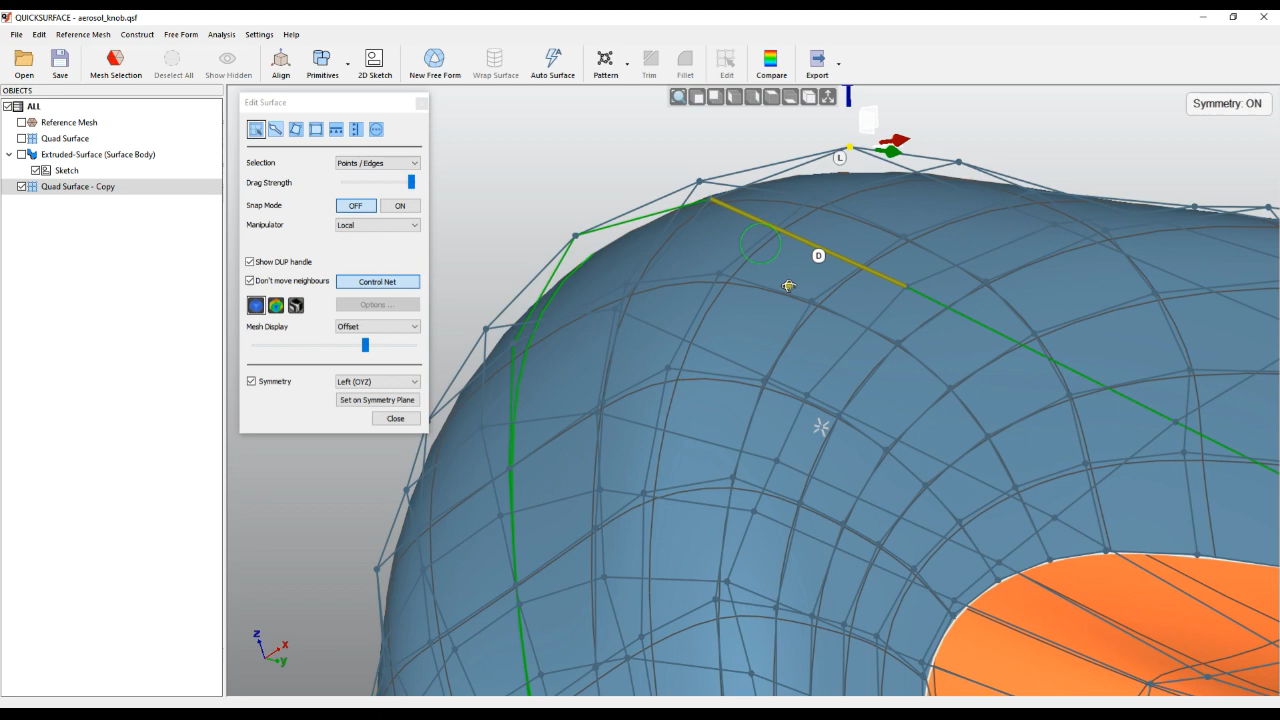 QUICKSURFACE - aerosol_knob.qsf
File Edit Reference Mesh Construct Free Form Analysis Settings Help
Open Save Mesh Selection Deselect All Show Hidden Align Primitives 2D Sketch New Free Form Wrap Surface Auto Surface Pattern Trim Fillet Edit Compare Export
OBJECTS
ALL
Reference Mesh
Quad Surface
Extruded-Surface (Surface Body)
Sketch
Quad Surface - Copy
Edit Surface
Selection Points / Edges
Drag Strength
Snap Mode OFF ON
Manipulator Local
Show DUP handle
Don't move neighbours Control Net
Options ...
Mesh Display Offset
Symmetry Left (OYZ)
Set on Symmetry Plane
Close
Symmetry: ON
L
D
z
x
y